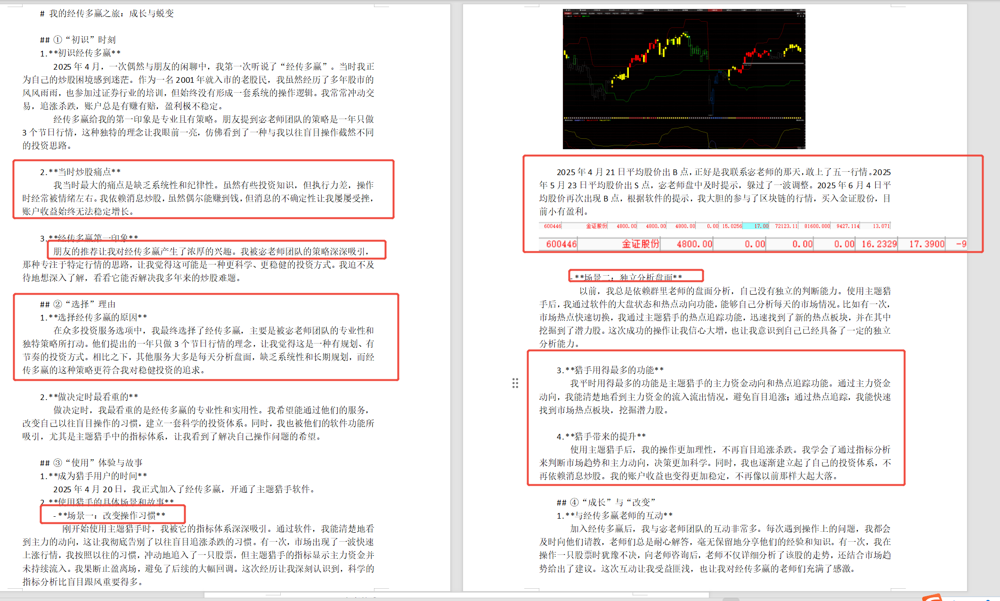 # 我的经传多赢之旅：成长与蜕变
## ①“初识”时刻
1.**初识经传多赢**
2025 年 4 月，一次偶然与朋友的闲聊中，我第一次听说了“经传多赢”。当时我正
为自己的炒股困境感到迷茫。作为一名 2001 年就入市的老股民，我虽然经历了多年股市的
风风雨雨，也参加过证券行业的培训，但始终没有形成一套系统的操作逻辑。我常常冲动交
易，追涨杀跌，账户总是有赚有赔，盈利极不稳定。
经传多赢给我的第一印象是专业且有策略。朋友提到宓老师团队的策略是一年只做
3 个节日行情，这种独特的理念让我眼前一亮，仿佛看到了一种与我以往盲目操作截然不同
的投资思路。
2.**当时炒股痛点**
我当时最大的痛点是缺乏系统性和纪律性。虽然有些投资知识，但执行力差，操作
时经常被情绪左右。我依赖消息炒股，虽然偶尔能赚到钱，但消息的不确定性让我屡屡受挫，
账户收益始终无法稳定增长。
3.**经传多赢第一印象**
朋友的推荐让我对经传多赢产生了浓厚的兴趣。我被宓老师团队的策略深深吸引，
那种专注于特定行情的思路，让我觉得这可能是一种更科学、更稳健的投资方式。我迫不及
待地想深入了解，看看它能否解决我多年来的炒股难题。
## ②“选择”理由
1.**选择经传多赢的原因**
在众多投资服务选项中，我最终选择了经传多赢，主要是被宓老师团队的专业性和
独特策略所打动。他们提出的一年只做 3 个节日行情的理念，让我觉得这是一种有规划、有
节奏的投资方式。相比之下，其他服务大多是每天分析盘面，缺乏系统性和长期规划，而经
传多赢的这种策略更符合我对稳健投资的追求。
2.**做决定时最看重的**
做决定时，我最看重的是经传多赢的专业性和实用性。我希望能通过他们的服务，
改变自己以往盲目操作的习惯，建立一套科学的投资体系。同时，我也被他们的软件功能所
吸引，尤其是主题猎手中的指标体系，让我看到了解决自己操作问题的希望。
## ③“使用”体验与故事
1.**成为猎手用户的时间**
2025 年 4 月 20 日，我正式加入了经传多赢，开通了主题猎手软件。
2.**使用猎手的具体场景和故事**
- **场景一：改变操作习惯**
刚开始使用主题猎手时，我被它的指标体系深深吸引。通过软件，我能清楚地看
到主力的动向，这让我彻底告别了以往盲目追涨杀跌的习惯。有一次，市场出现了一波快速
上涨行情，我按照以往的习惯，冲动地追入了一只股票，但主题猎手的指标显示主力资金并
未持续流入。我果断止盈离场，避免了后续的大幅回调。这次经历让我深刻认识到，科学的
指标分析比盲目跟风重要得多。
2025 年 4 月 21 日平均股价出 B 点，正好是我联系宓老师的那天，敢上了五一行情。2025
年 5 月 23 日平均股价出 S 点，宓老师盘中及时提示，躲过了一波调整。2025 年 6 月 4 日平
均股价再次出现 B 点，根据软件的提示，我大胆的参与了区块链的行情，买入金证股份，目
前小有盈利。
600446 金证股份 4800.00 4800.00 4800.00 0.00 15.0256 17.00 72123.11 81600.000 9427.114 13.071
600446 金证股份 4800.00 0.00 0.00 0.00 16.2329 17.3900 -9
- **场景二：独立分析盘面**
以前，我总是依赖群里老师的盘面分析，自己没有独立的判断能力。使用主题猎
手后，我通过软件的大盘状态和热点动向功能，能够自己分析每天的市场情况。比如有一次，
市场热点快速切换，我通过主题猎手的热点追踪功能，迅速找到了新的热点板块，并在其中
挖掘到了潜力股。这次成功的操作让我信心大增，也让我意识到自己已经具备了一定的独立
分析能力。
3.**猎手用得最多的功能**
我平时用得最多的功能是主题猎手的主力资金动向和热点追踪功能。通过主力资金
动向，我能清楚地看到主力资金的流入流出情况，避免盲目追涨；通过热点追踪，我能快速
找到市场热点板块，挖掘潜力股。
4.**猎手带来的提升**
使用主题猎手后，我的操作更加理性，不再盲目追涨杀跌。我学会了通过指标分析
来判断市场趋势和主力动向，决策更加科学。同时，我也逐渐建立起了自己的投资体系，不
再依赖消息炒股。我的账户收益也变得更加稳定，不再像以前那样大起大落。
## ④“成长”与“改变”
1.**与经传多赢老师的互动**
加入经传多赢后，我与宓老师团队的互动非常多。每次遇到操作上的问题，我都会
及时向他们请教，老师们总是耐心解答，毫无保留地分享他们的经验和知识。有一次，我在
操作一只股票时犹豫不决，向老师咨询后，老师不仅详细分析了该股的走势，还结合市场趋
势给出了建议。这次互动让我受益匪浅，也让我对经传多赢的老师们充满了感激。